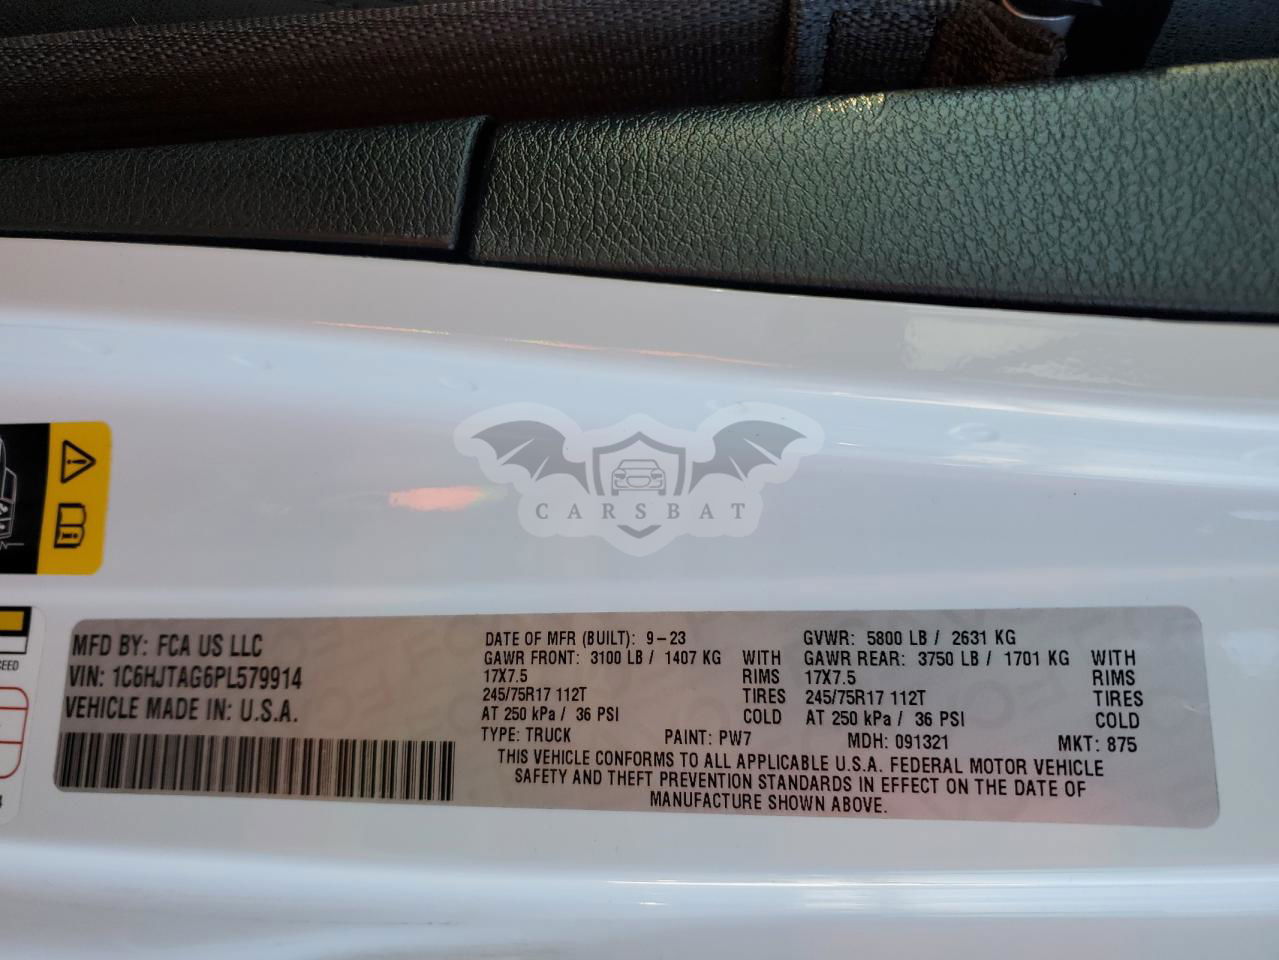 CARSBAT
CEED
MFD BY: FCA US LLC
VIN: 1C6HJTAG6PL579914
VEHICLE MADE IN: U.S.A.
DATE OF MFR (BUILT): 9-23
GAWR FRONT: 3100 LB / 1407 KG WITH
17X7.5 RIMS
245/75R17 112T TIRES
AT 250 kPa / 36 PSI COLD
GVWR: 5800 LB / 2631 KG
GAWR REAR: 3750 LB / 1701 KG WITH
17X7.5 RIMS
245/75R17 112T TIRES
AT 250 kPa / 36 PSI COLD
TYPE: TRUCK PAINT: PW7 MDH: 091321 MKT: 875
THIS VEHICLE CONFORMS TO ALL APPLICABLE U.S.A. FEDERAL MOTOR VEHICLE
SAFETY AND THEFT PREVENTION STANDARDS IN EFFECT ON THE DATE OF
MANUFACTURE SHOWN ABOVE.